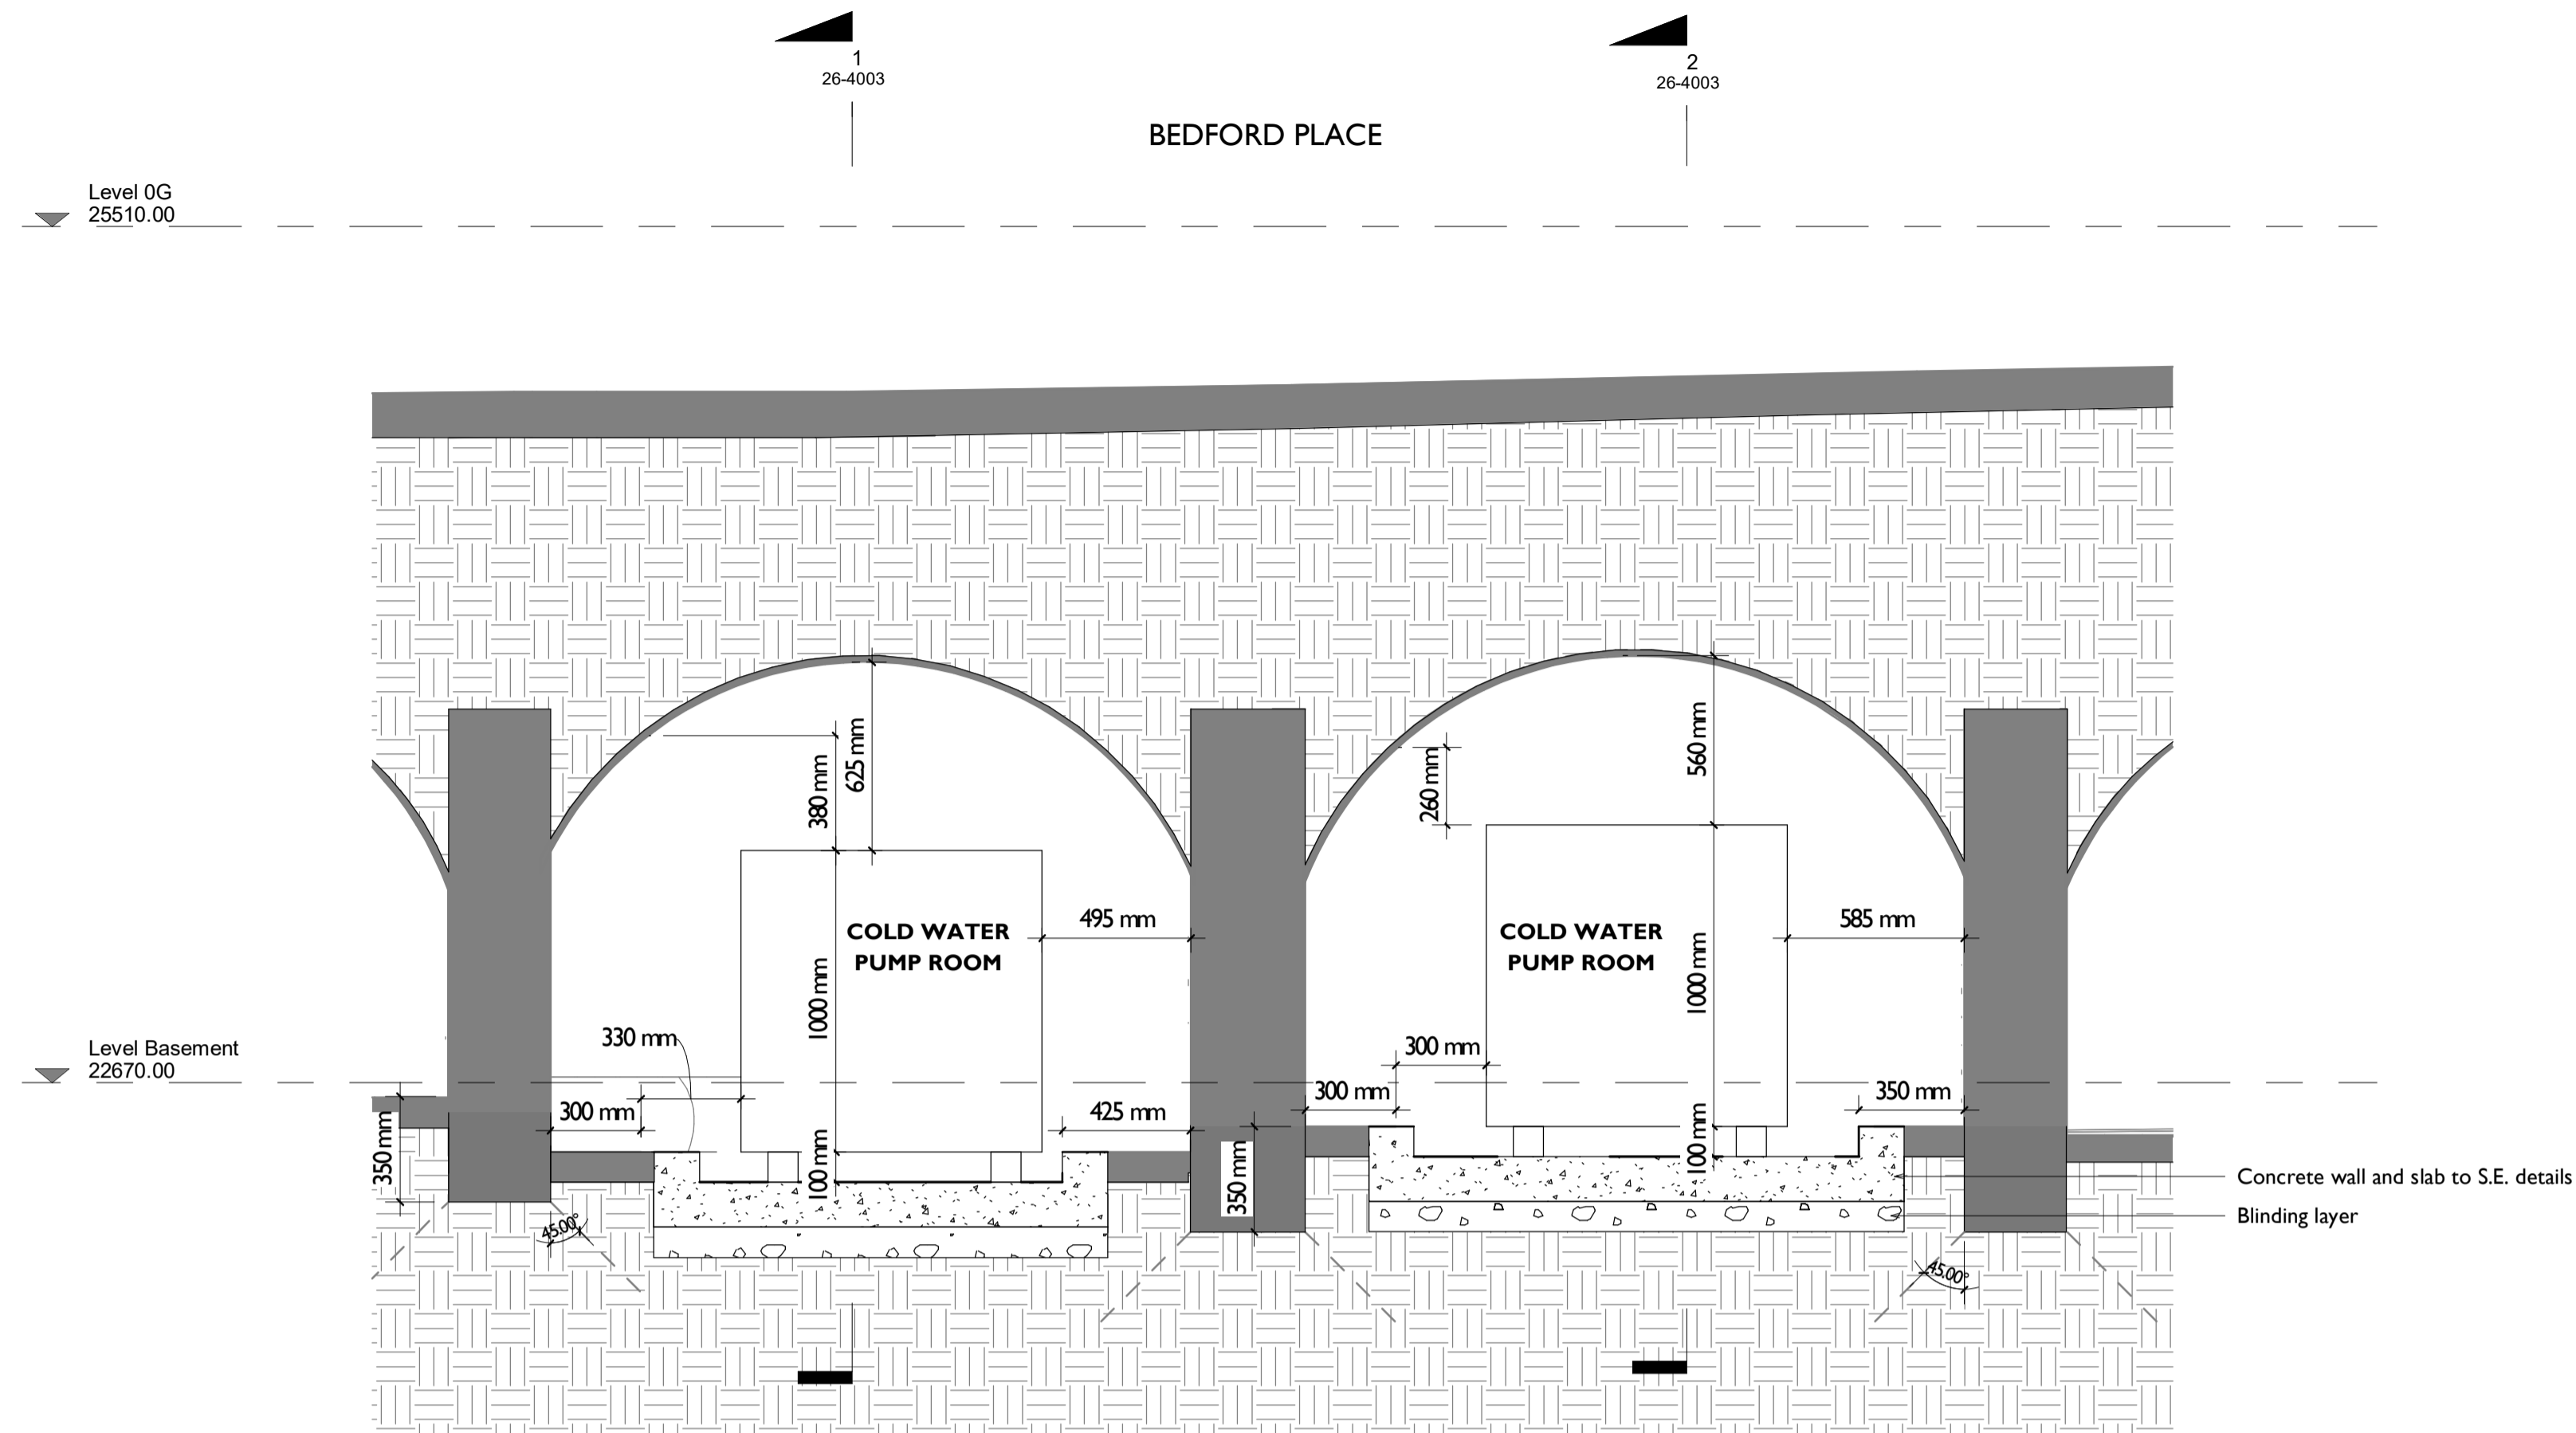 1
26-4003
2
26-4003
BEDFORD PLACE
Level 0G
25510.00
625 mm
560 mm
380 mm
260 mm
COLD WATER
PUMP ROOM
495 mm
COLD WATER
PUMP ROOM
585 mm
1000 mm
1000 mm
330 mm
300 mm
Level Basement
22670.00
300 mm
350 mm
300 mm
425 mm
350 mm
100 mm
350 mm
100 mm
Concrete wall and slab to S.E. details
Blinding layer
45.00°
45.00°